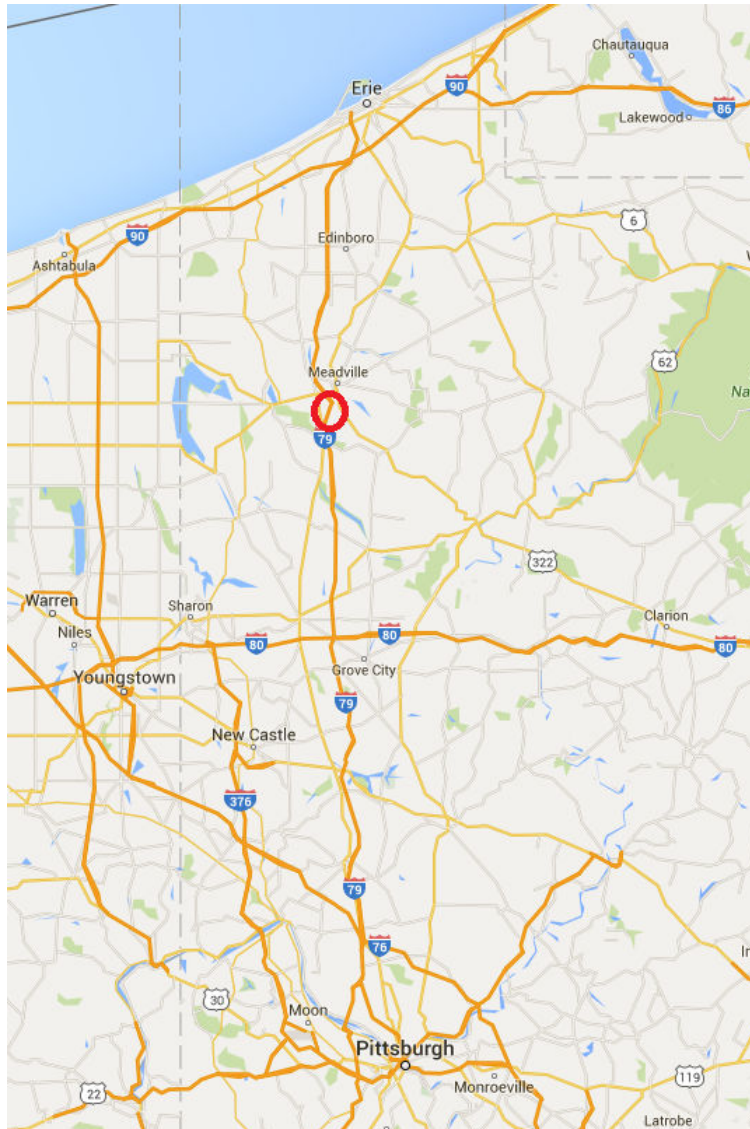 Chautauqua
Erie
90
86
Lakewood
6
90
Edinboro
Ashtabula
62
Meadville
Na
79
322
Warren
Sharon
Clarion
Niles
80
80
80
Grove City
Youngstown
79
New Castle
376
79
76
30
Moon
Pittsburgh
Monroeville
119
22
Latrobe